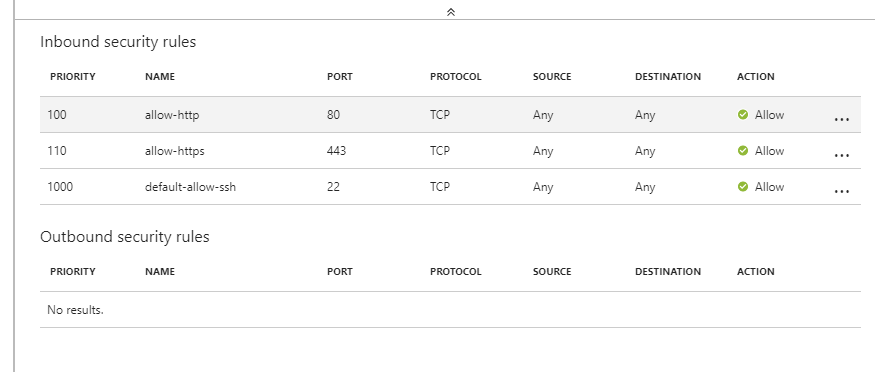 Inbound security rules
PRIORITY NAME PORT PROTOCOL SOURCE DESTINATION ACTION
100 allow-http 80 TCP Any Any Allow ...
110 allow-https 443 TCP Any Any Allow ...
1000 default-allow-ssh 22 TCP Any Any Allow ...
Outbound security rules
PRIORITY NAME PORT PROTOCOL SOURCE DESTINATION ACTION
No results.